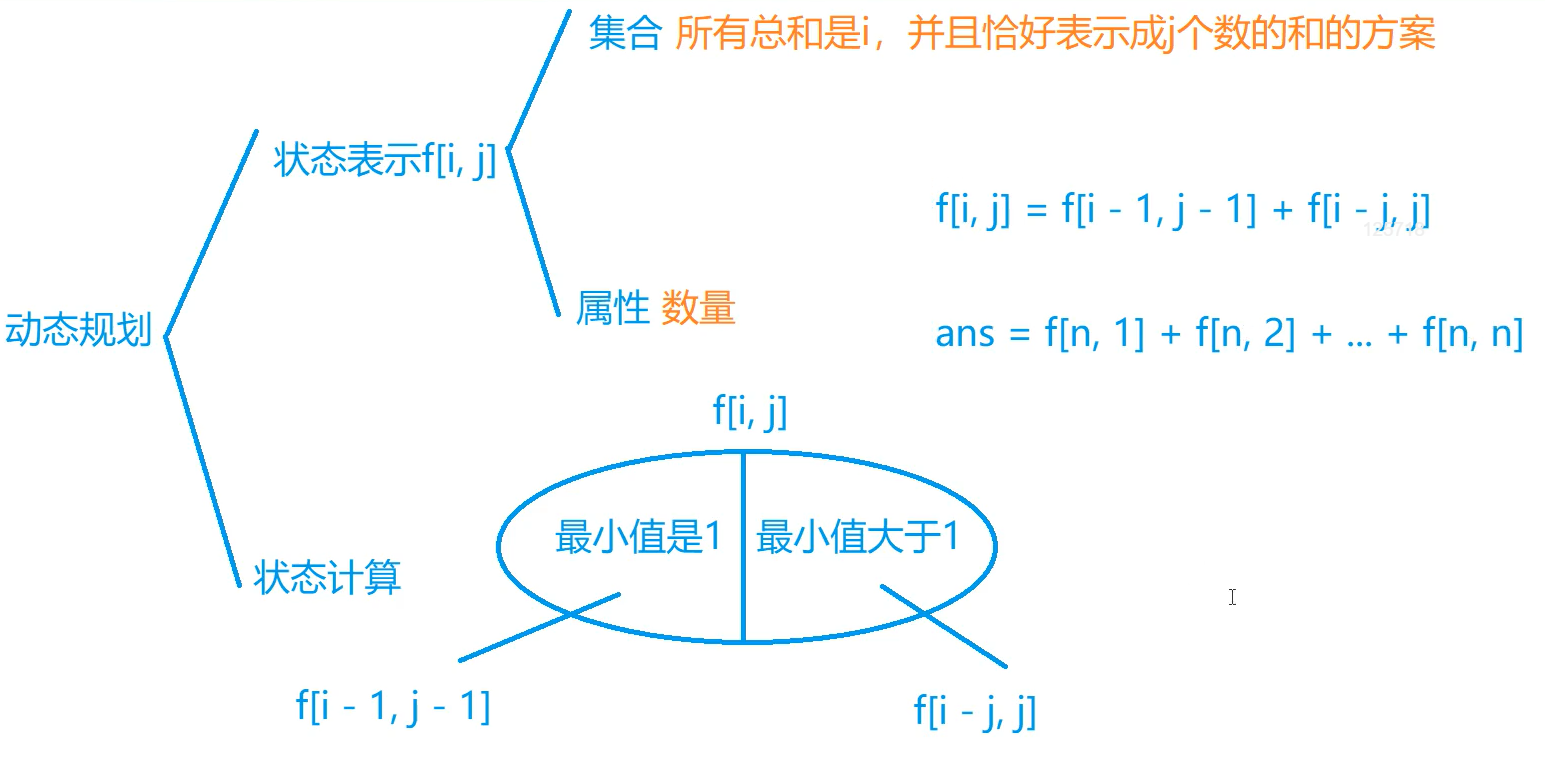 集合 所有总和是i，并且恰好表示成j个数的和的方案
状态表示f[i, j]
f[i, j] = f[i - 1, j - 1] + f[i - j, j]
属性 数量
动态规划
ans = f[n, 1] + f[n, 2] + ... + f[n, n]
f[i, j]
最小值是1
最小值大于1
状态计算
f[i - 1, j - 1]
f[i - j, j]